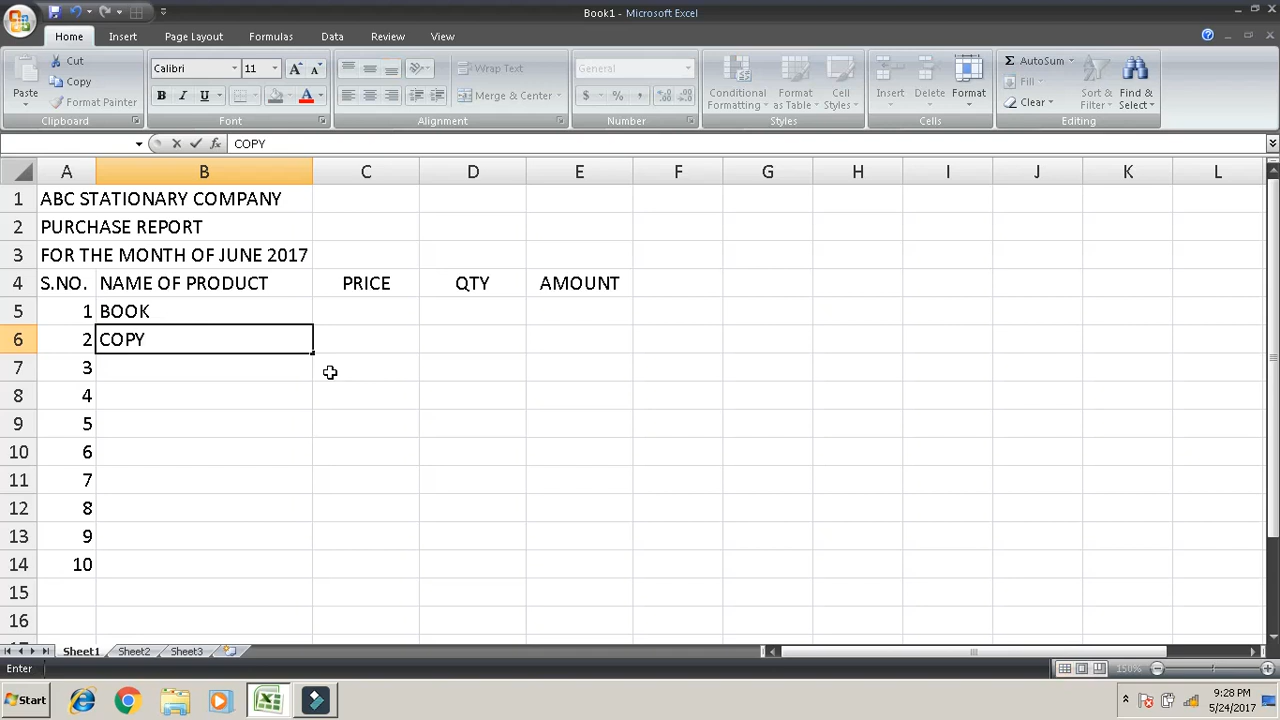 Book1 - Microsoft Excel
Home Insert Page Layout Formulas Data Review View
Paste
Cut
Copy
Format Painter
Clipboard
Calibri 11
B I U
Font
Wrap Text
Merge & Center
Alignment
General
$ % ,
Number
Conditional Formatting
Format as Table
Cell Styles
Styles
Insert
Delete
Format
Cells
Σ AutoSum
Fill
Clear
Sort & Filter
Find & Select
Editing
fx COPY
A B C D E F G H I J K L
1 ABC STATIONARY COMPANY
2 PURCHASE REPORT
3 FOR THE MONTH OF JUNE 2017
4 S.NO. NAME OF PRODUCT PRICE QTY AMOUNT
5 1 BOOK
6 2 COPY
7 3
8 4
9 5
10 6
11 7
12 8
13 9
14 10
15
16
Sheet1 Sheet2 Sheet3
Enter 150%
Start
9:28 PM
5/24/2017